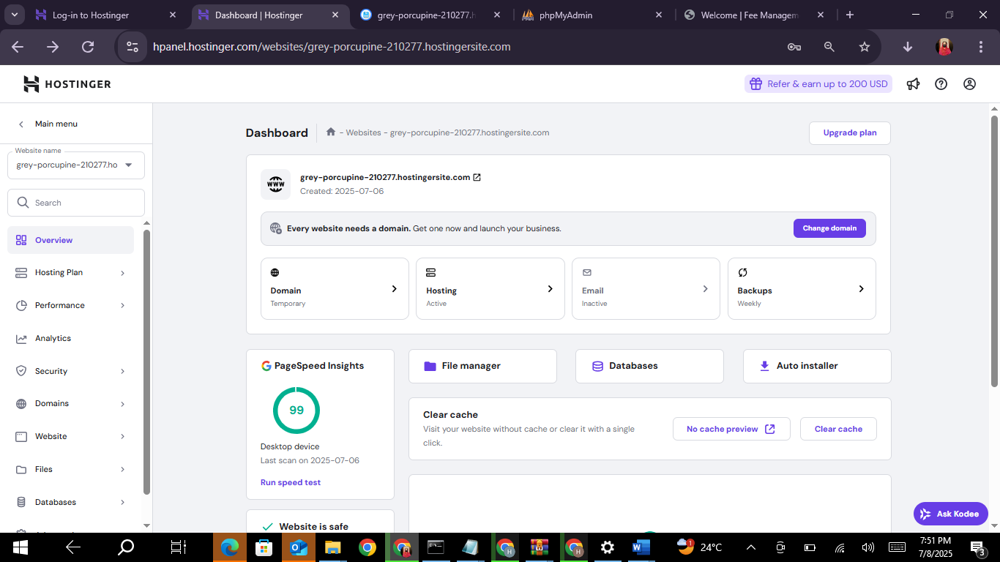 Log-in to Hostinger
Dashboard | Hostinger
grey-porcupine-210277.h
phpMyAdmin
Welcome | Fee Managem
hpanel.hostinger.com/websites/grey-porcupine-210277.hostingersite.com
HOSTINGER
Refer & earn up to 200 USD
Main menu
Website name
grey-porcupine-210277.ho
Search
Overview
Hosting Plan
Performance
Analytics
Security
Domains
Website
Files
Databases
Dashboard
- Websites - grey-porcupine-210277.hostingersite.com
Upgrade plan
www
grey-porcupine-210277.hostingersite.com
Created: 2025-07-06
Every website needs a domain. Get one now and launch your business.
Change domain
Domain
Temporary
Hosting
Active
Email
Inactive
Backups
Weekly
PageSpeed Insights
99
Desktop device
Last scan on 2025-07-06
Run speed test
Website is safe
File manager
Databases
Auto installer
Clear cache
Visit your website without cache or clear it with a single
click.
No cache preview
Clear cache
Ask Kodee
1
24°C
7:51 PM
7/8/2025
3